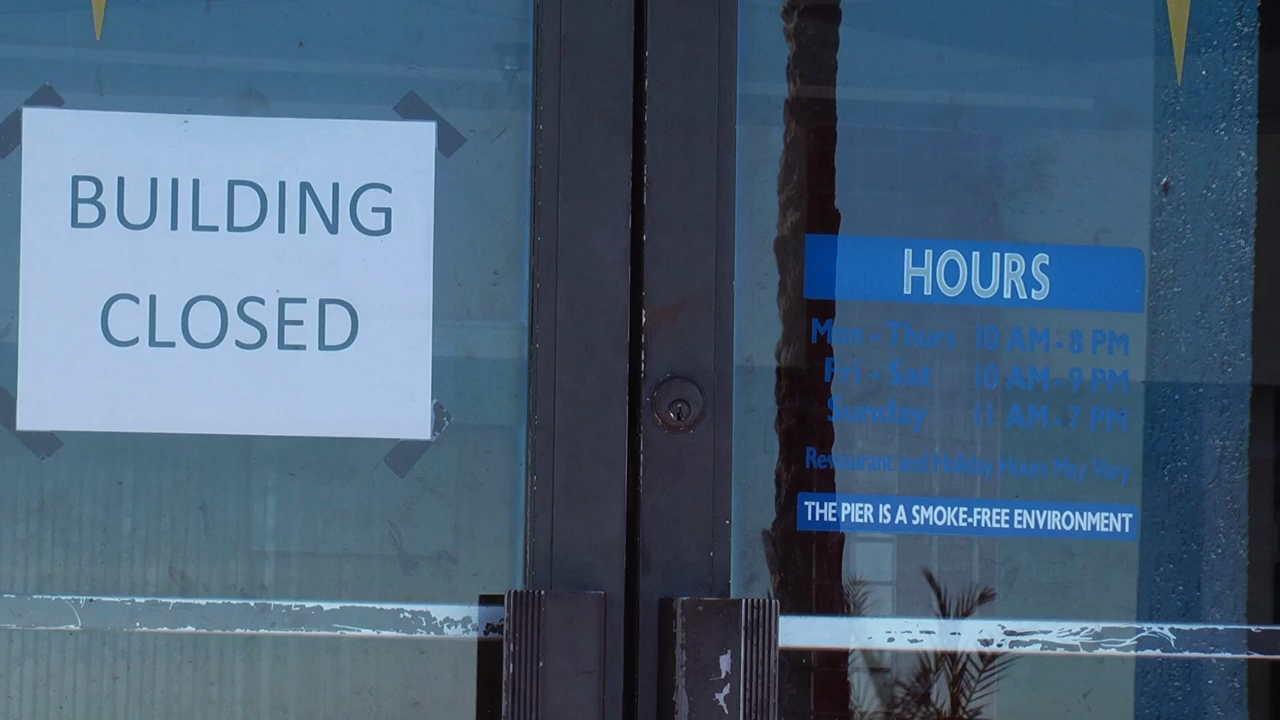 BUILDING
CLOSED
HOURS
Mon - Thurs 10 AM - 8 PM
Fri - Sat 10 AM - 9 PM
Sunday 11 AM - 7 PM
Restaurant and Holiday Hours May Vary
THE PIER IS A SMOKE-FREE ENVIRONMENT